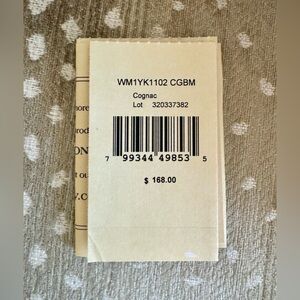 WM1YK1102 CGBM
Cognac
Lot 320337382
7 99344 49853 5
$ 168.00